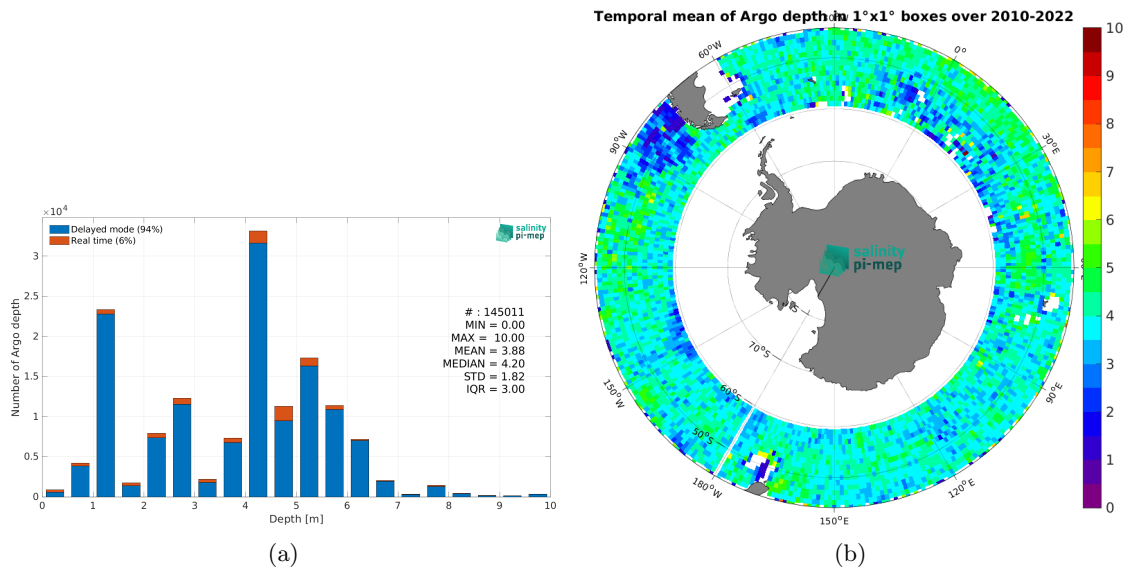 Temporal mean of Argo depth in 1°x1° boxes over 2010-2022
×10⁴
Delayed mode (94%)
Real time (6%)
salinity
pi-mep
# : 145011
MIN = 0.00
MAX = 10.00
MEAN = 3.88
MEDIAN = 4.20
STD = 1.82
IQR = 3.00
Number of Argo depth
3
2.5
2
1.5
1
0.5
0
0 1 2 3 4 5 6 7 8 9 10
Depth [m]
(a)
60°W
0°
30°E
90°E
120°E
150°E
180°W
150°W
120°W
90°W
70°S
60°S
50°S
salinity
pi-mep
10
9
8
7
6
5
4
3
2
1
0
(b)